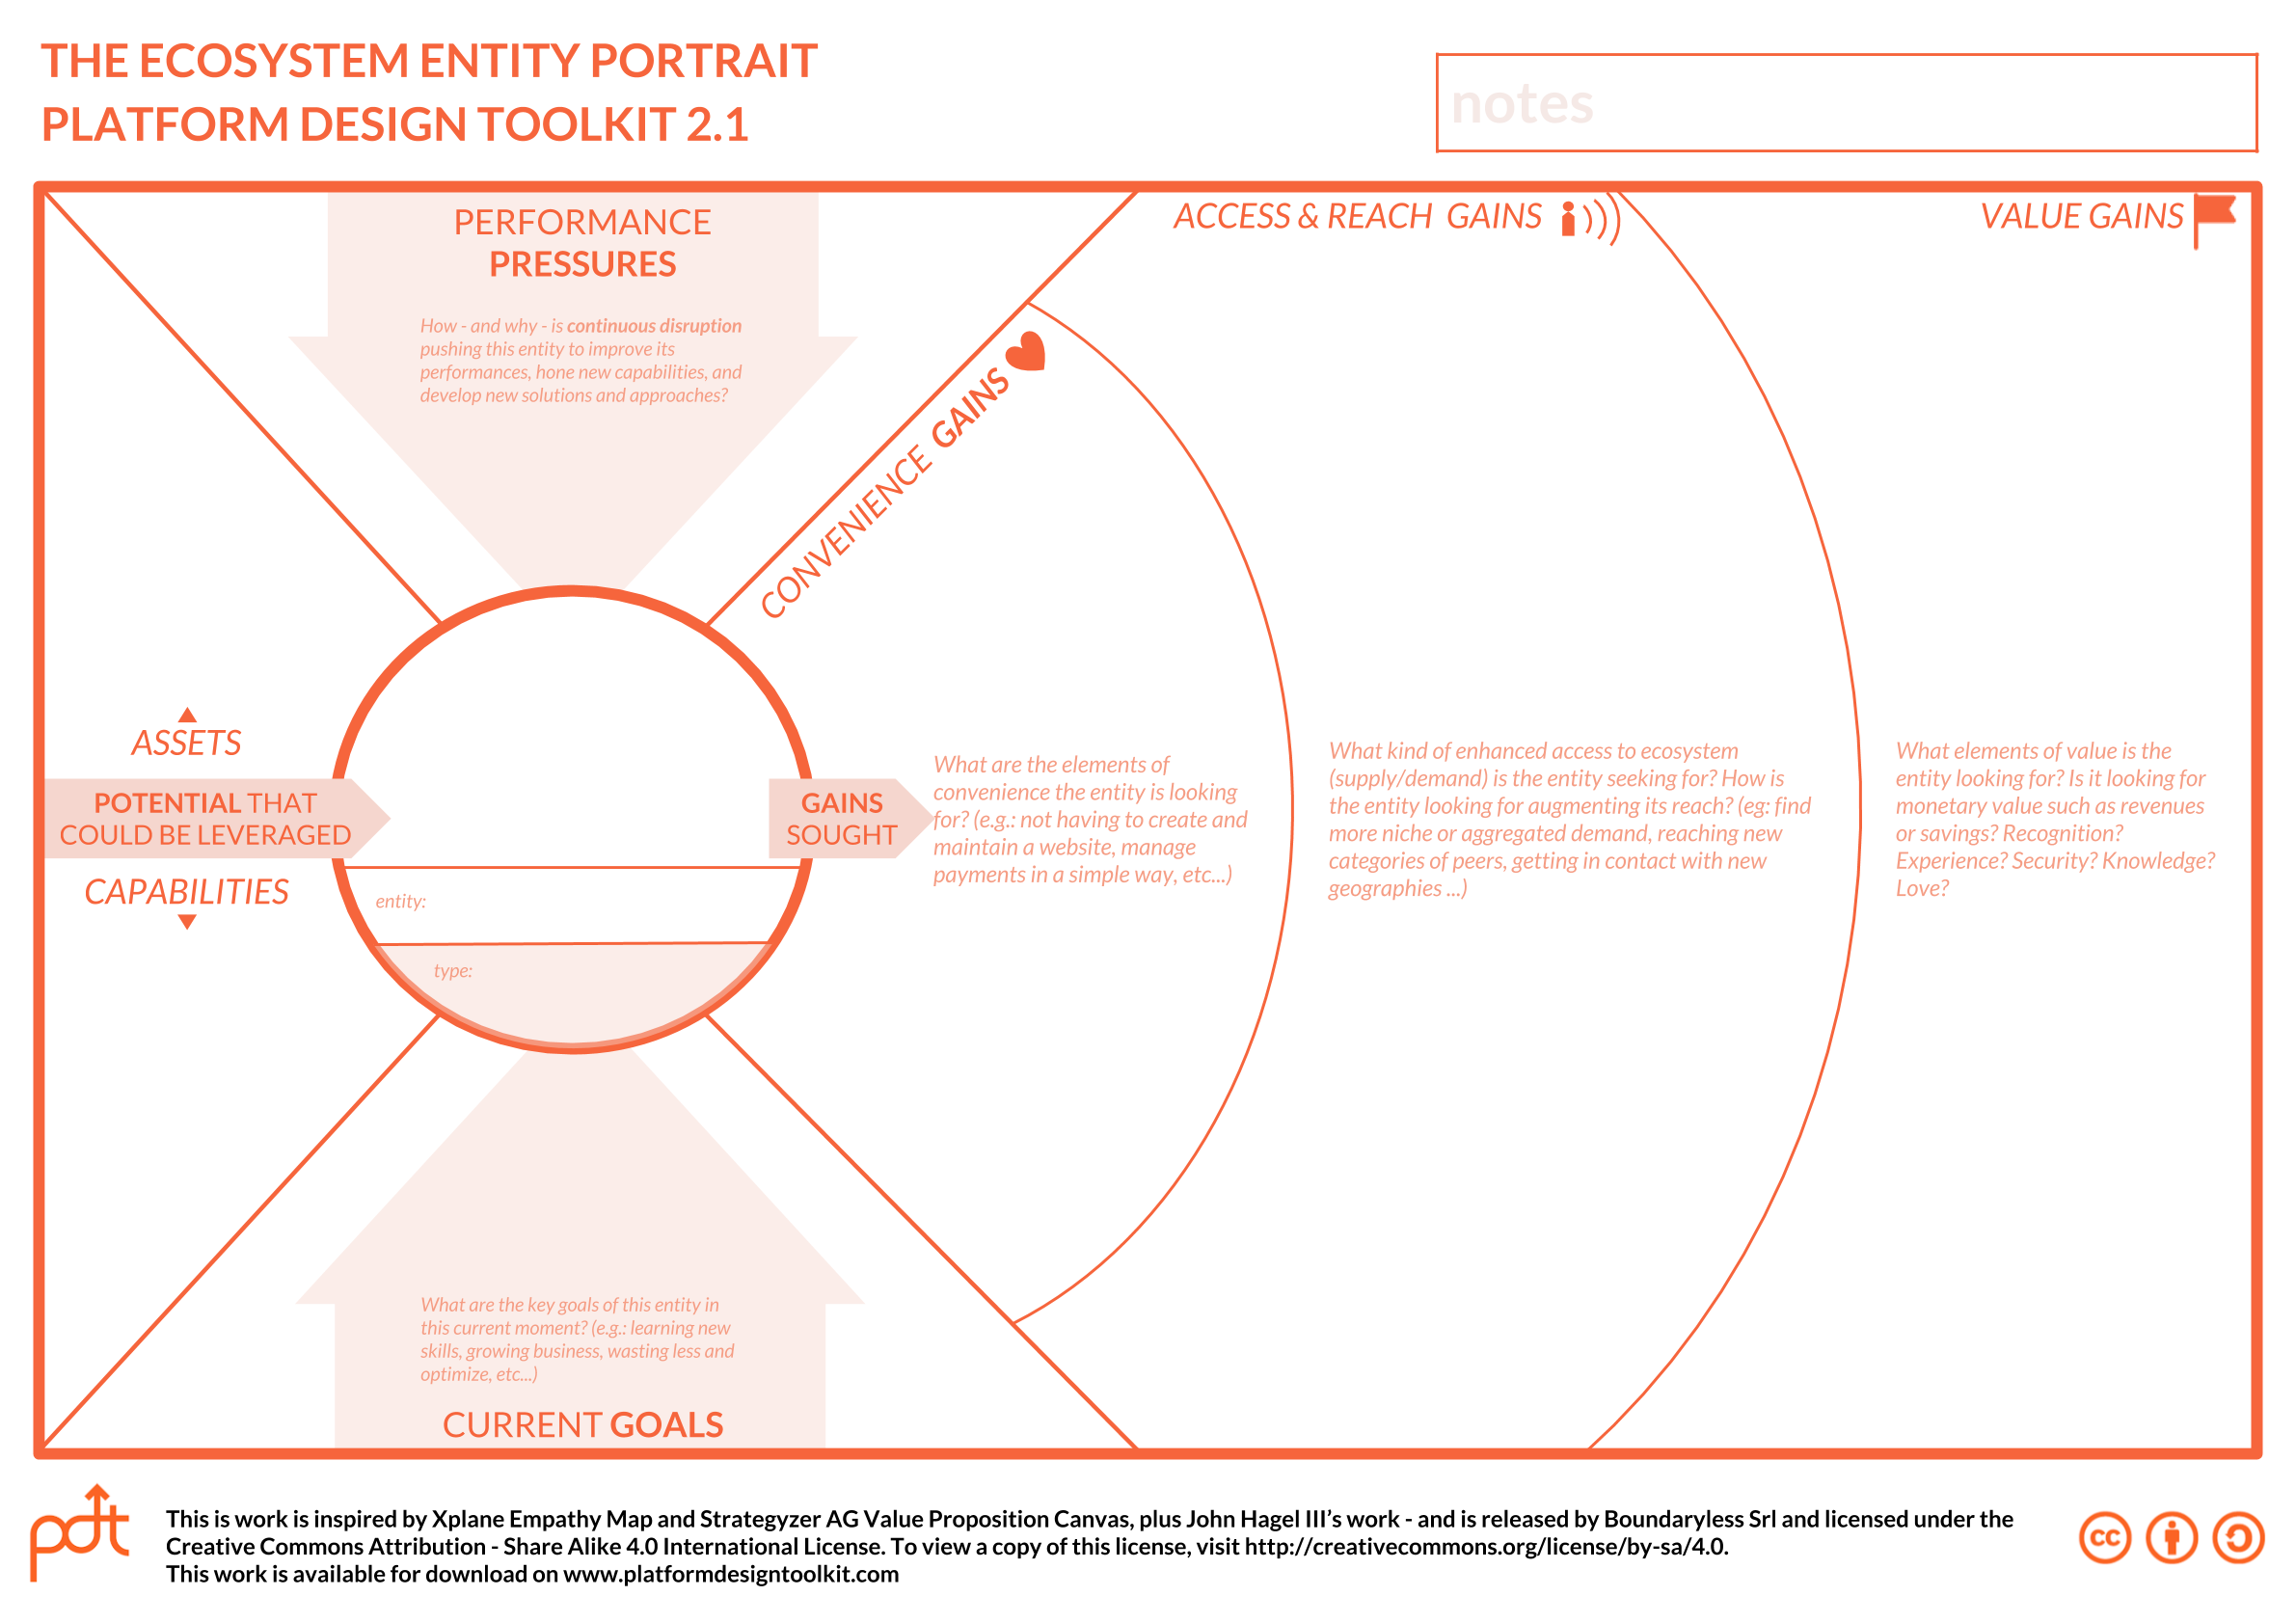 THE ECOSYSTEM ENTITY PORTRAIT
PLATFORM DESIGN TOOLKIT 2.1
notes
PERFORMANCE
PRESSURES
How - and why - is continuous disruption
pushing this entity to improve its
performances, hone new capabilities, and
develop new solutions and approaches?
CONVENIENCE GAINS
ACCESS & REACH GAINS
VALUE GAINS
ASSETS
POTENTIAL THAT
COULD BE LEVERAGED
CAPABILITIES
entity:
type:
GAINS
SOUGHT
What are the elements of
convenience the entity is looking
for? (e.g.: not having to create and
maintain a website, manage
payments in a simple way, etc...)
What kind of enhanced access to ecosystem
(supply/demand) is the entity seeking for? How is
the entity looking for augmenting its reach? (eg: find
more niche or aggregated demand, reaching new
categories of peers, getting in contact with new
geographies ...)
What elements of value is the
entity looking for? Is it looking for
monetary value such as revenues
or savings? Recognition?
Experience? Security? Knowledge?
Love?
What are the key goals of this entity in
this current moment? (e.g.: learning new
skills, growing business, wasting less and
optimize, etc...)
CURRENT GOALS
pdt
This is work is inspired by Xplane Empathy Map and Strategyzer AG Value Proposition Canvas, plus John Hagel III’s work - and is released by Boundaryless Srl and licensed under the
Creative Commons Attribution - Share Alike 4.0 International License. To view a copy of this license, visit http://creativecommons.org/license/by-sa/4.0.
This work is available for download on www.platformdesigntoolkit.com
cc